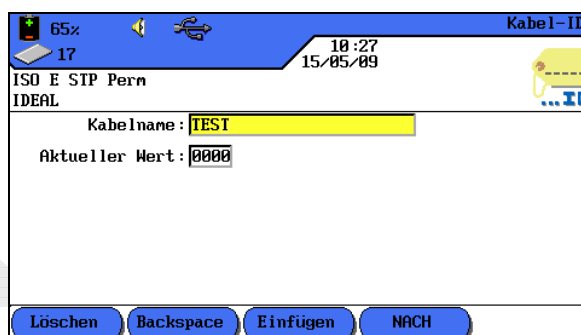 65%
Kabel-ID
17
10:27
15/05/09
ISO E STP Perm
IDEAL
Kabelname: TEST
Aktueller Wert: 0000
Löschen Backspace Einfügen NACH